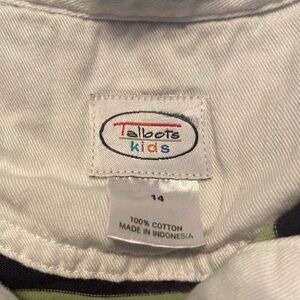 Talbots
kids
14
100% COTTON
MADE IN INDONESIA